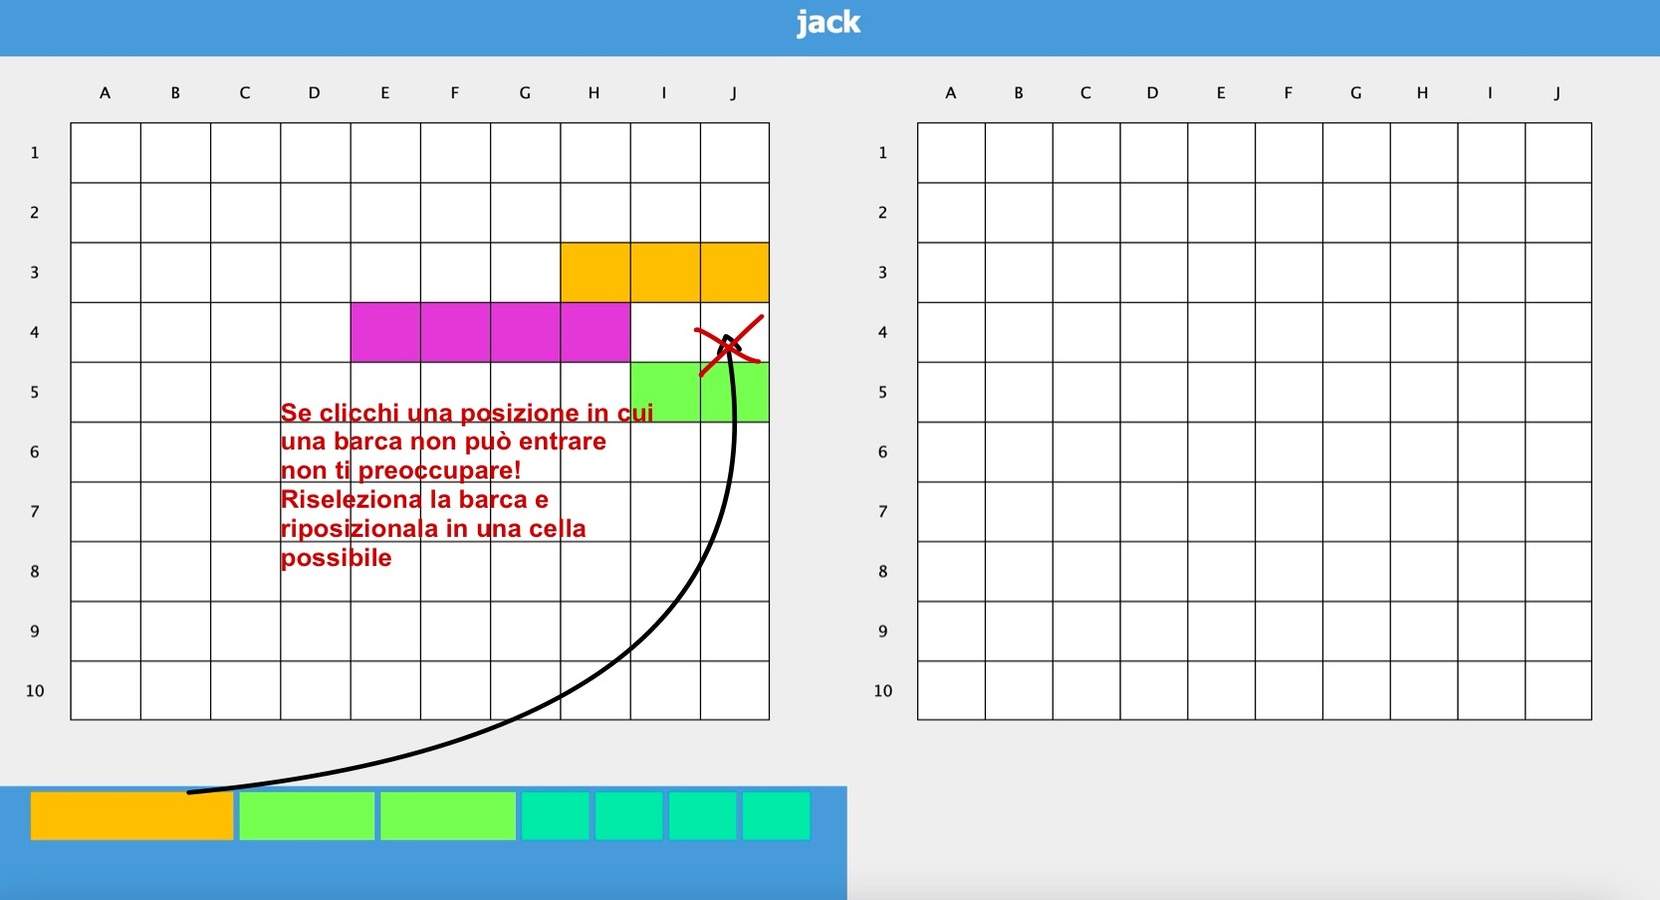 jack
A B C D E F G H I J
1
2
3
4
5
6
7
8
9
10
Se clicchi una posizione in cui
una barca non può entrare
non ti preoccupare!
Riseleziona la barca e
riposizionala in una cella
possibile
A B C D E F G H I J
1
2
3
4
5
6
7
8
9
10